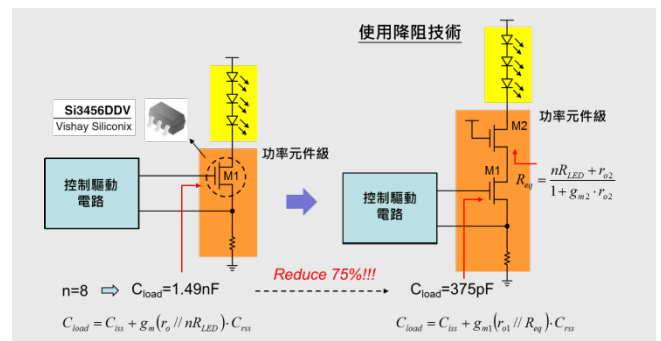 使用降阻技術
Si3456DDV
Vishay Siliconix
功率元件級
M1
控制驅動
電路
功率元件級
M2
M1
控制驅動
電路
R_eq = (nR_LED + r_o2) / (1 + g_m2 · r_o2)
n=8 ⇨ C_load=1.49nF
Reduce 75%!!!
C_load=375pF
C_load = C_iss + g_m(r_o // nR_LED)· C_rss
C_load = C_iss + g_m1(r_o1 // R_eq)· C_rss